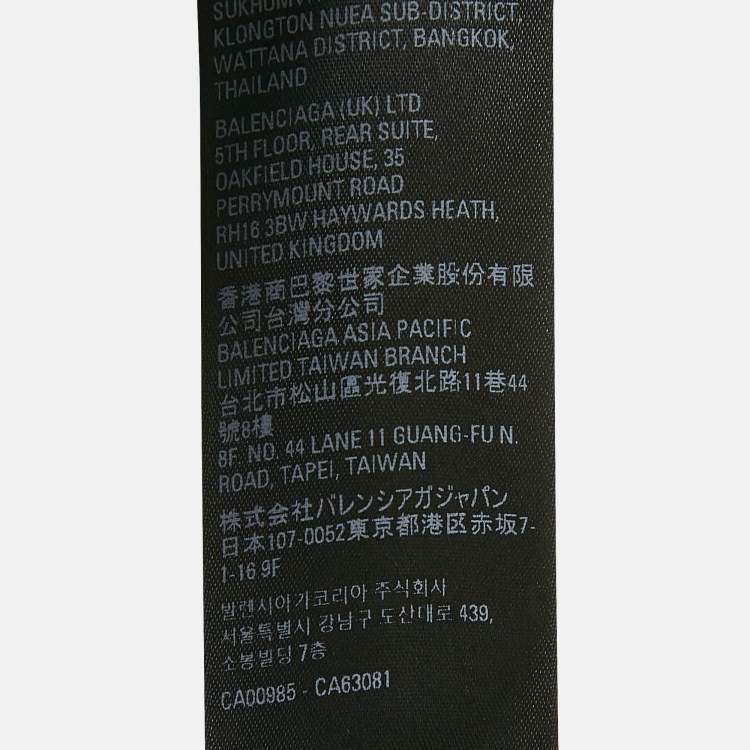 KLONGTON NUEA SUB-DISTRICT,
WATTANA DISTRICT, BANGKOK,
THAILAND
BALENCIAGA (UK) LTD
5TH FLOOR, REAR SUITE,
OAKFIELD HOUSE, 35
PERRYMOUNT ROAD
RH16 3BW HAYWARDS HEATH,
UNITED KINGDOM
香港商巴黎世家企業股份有限
公司台灣分公司
BALENCIAGA ASIA PACIFIC
LIMITED TAIWAN BRANCH
台北市松山區光復北路11巷44
號8樓
8F NO. 44 LANE 11 GUANG-FU N.
ROAD, TAPEI, TAIWAN
株式会社バレンシアガジャパン
日本107-0052東京都港区赤坂7-
1-16 9F
발렌시아가코리아 주식회사
서울특별시 강남구 도산대로 439,
소봉빌딩 7층
CA00985 - CA63081